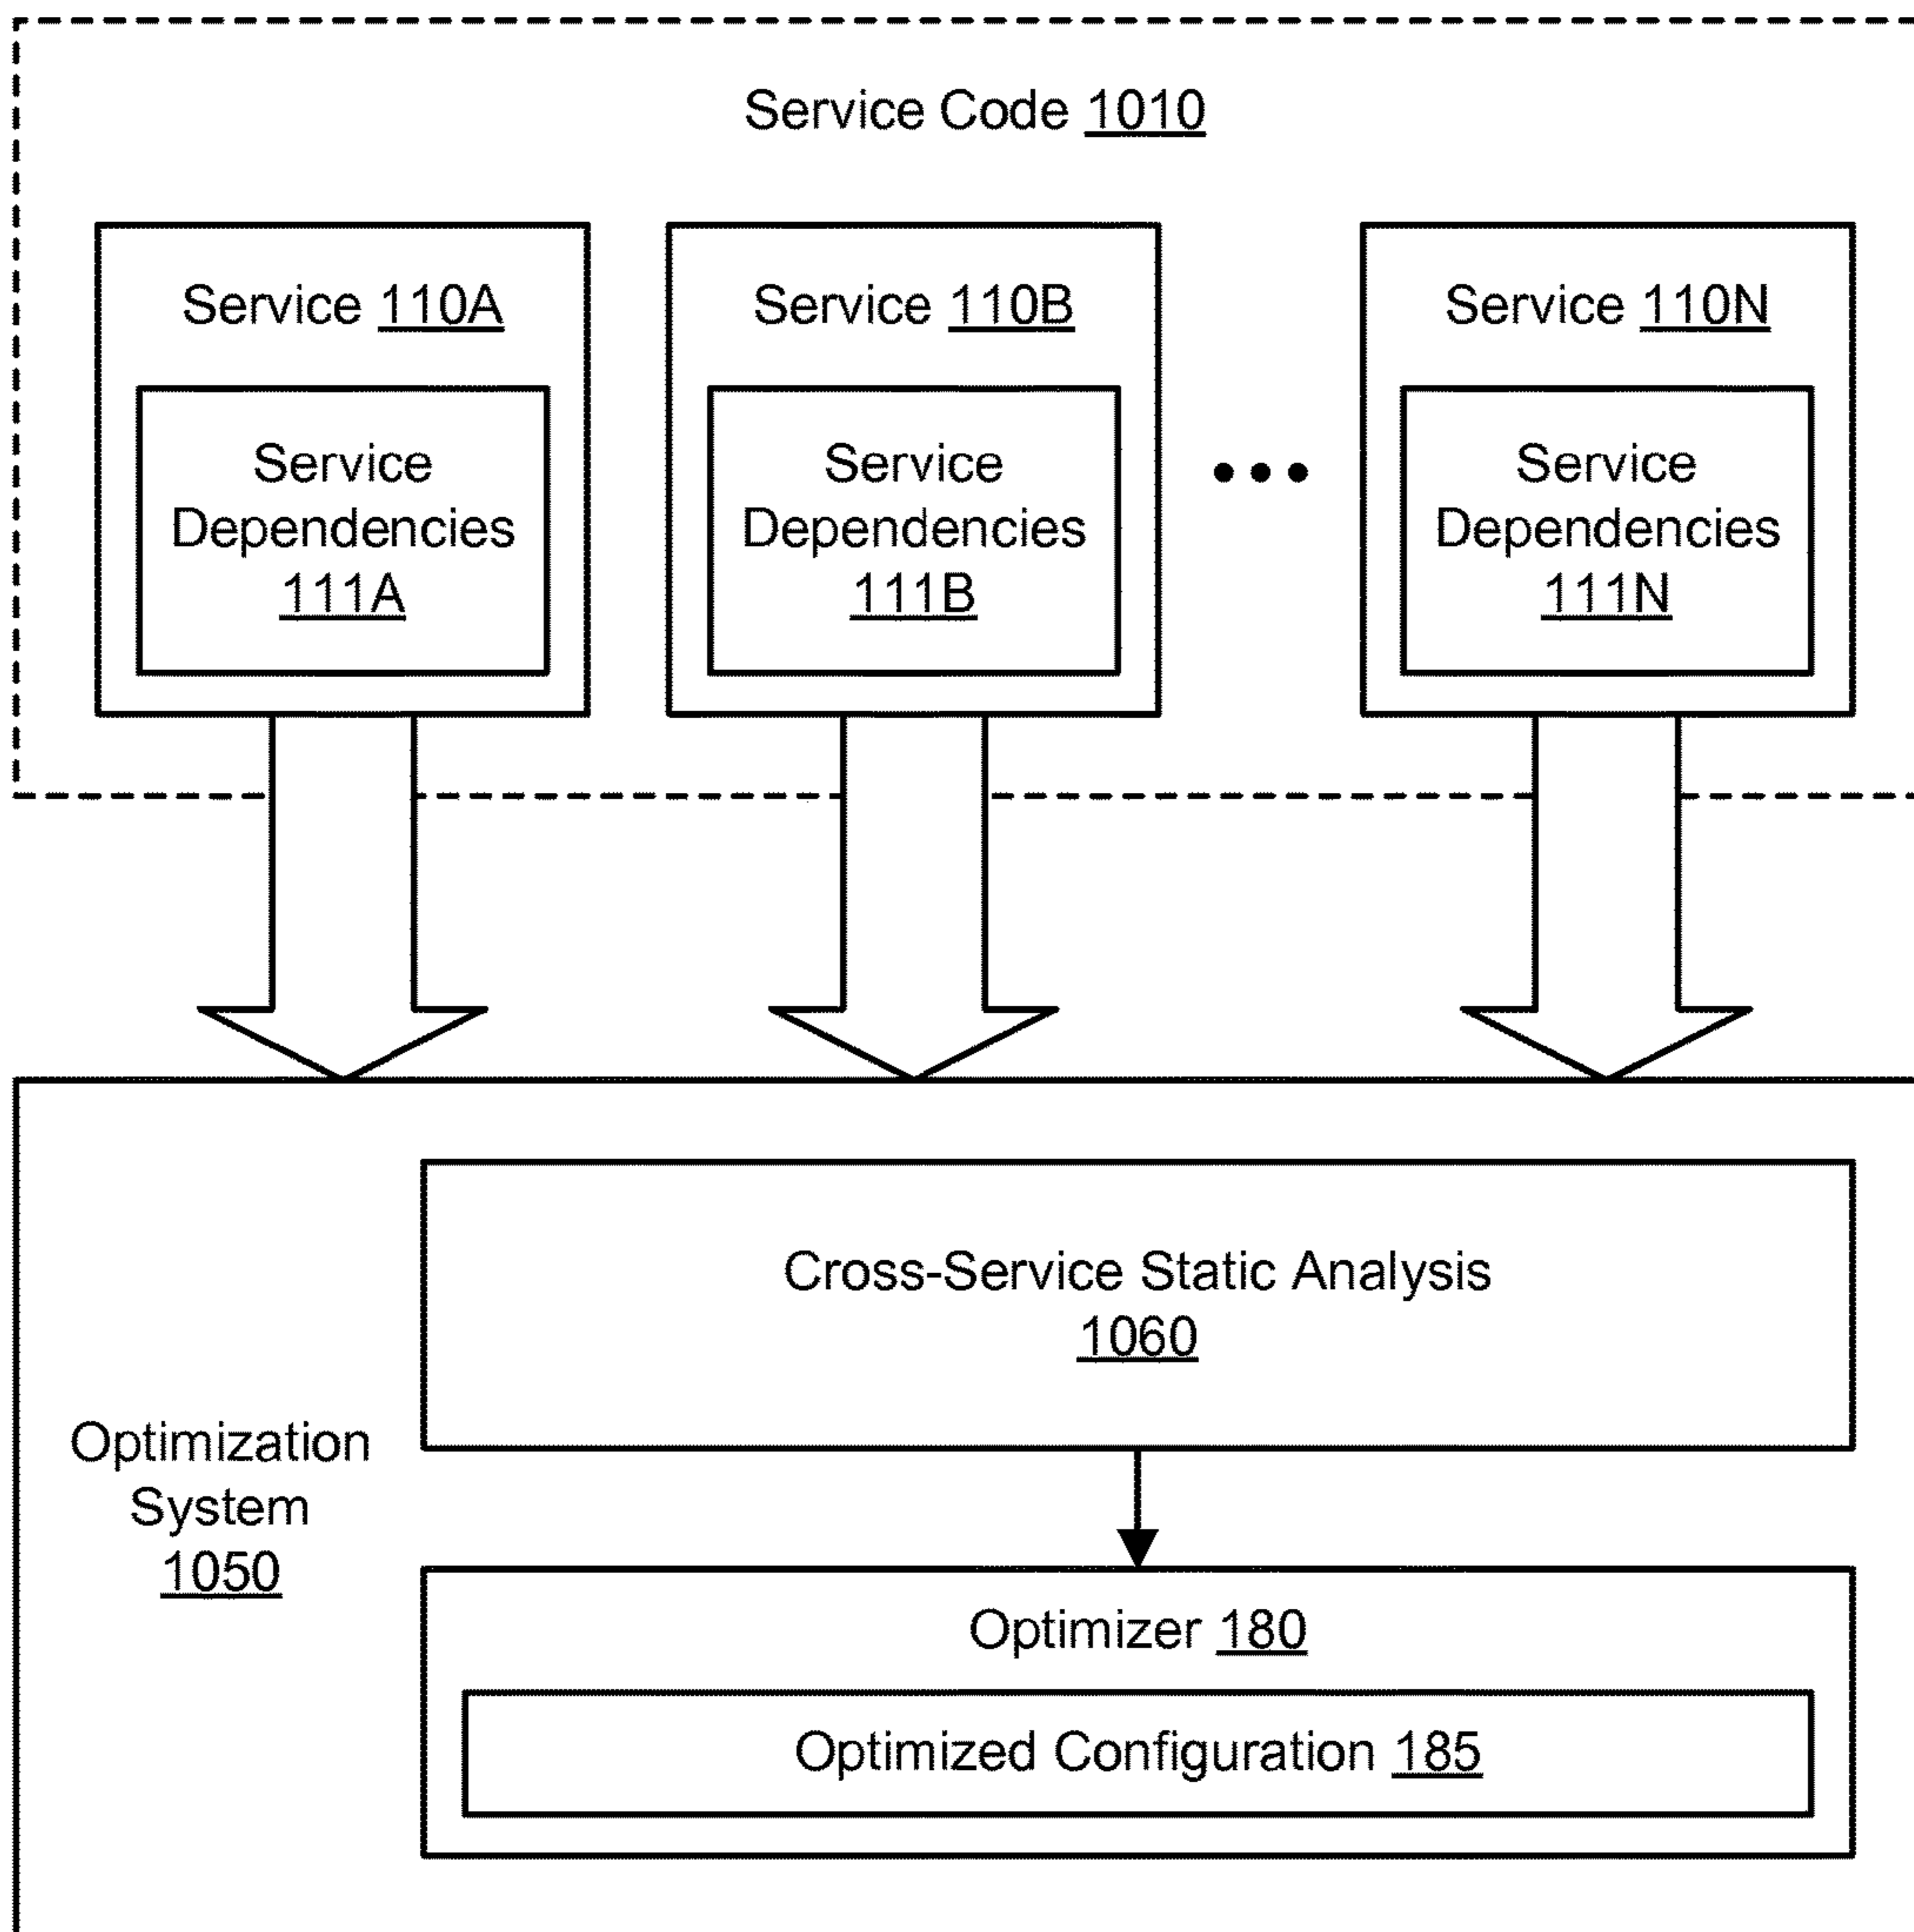 Service Code 1010
Service 110A
Service
Dependencies
111A
Service 110B
Service
Dependencies
111B
Service 110N
Service
Dependencies
111N
Cross-Service Static Analysis
1060
Optimization
System
1050
Optimizer 180
Optimized Configuration 185